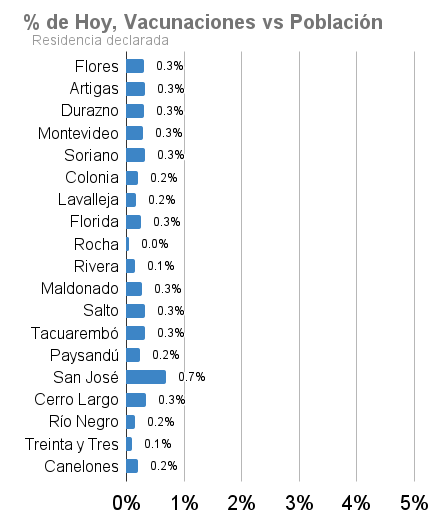 % de Hoy, Vacunaciones vs Población
Residencia declarada
Flores 0.3%
Artigas 0.3%
Durazno 0.3%
Montevideo 0.3%
Soriano 0.3%
Colonia 0.2%
Lavalleja 0.2%
Florida 0.3%
Rocha 0.0%
Rivera 0.1%
Maldonado 0.3%
Salto 0.3%
Tacuarembó 0.3%
Paysandú 0.2%
San José 0.7%
Cerro Largo 0.3%
Río Negro 0.2%
Treinta y Tres 0.1%
Canelones 0.2%
0% 1% 2% 3% 4% 5%